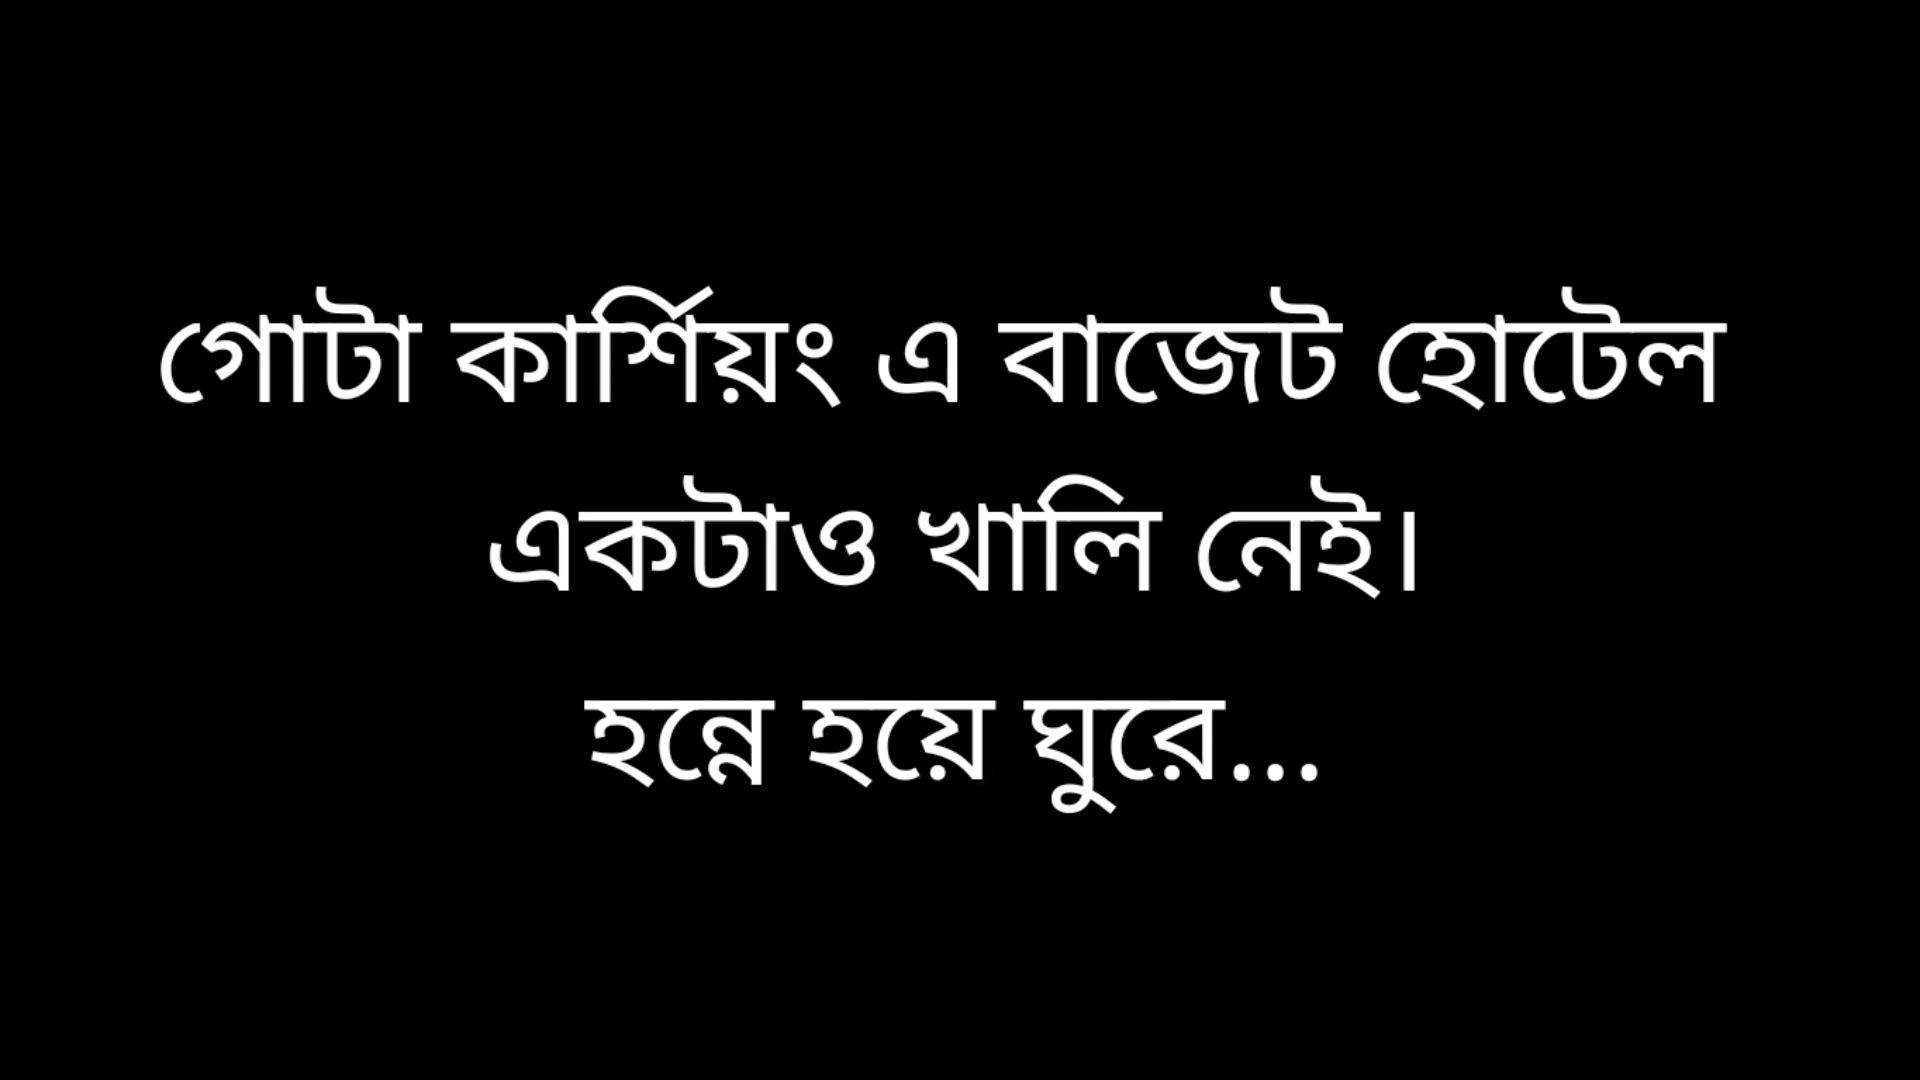 গোটা কার্শিয়ং এ বাজেট হোটেল
একটাও খালি নেই।
হন্নে হয়ে ঘুরে...